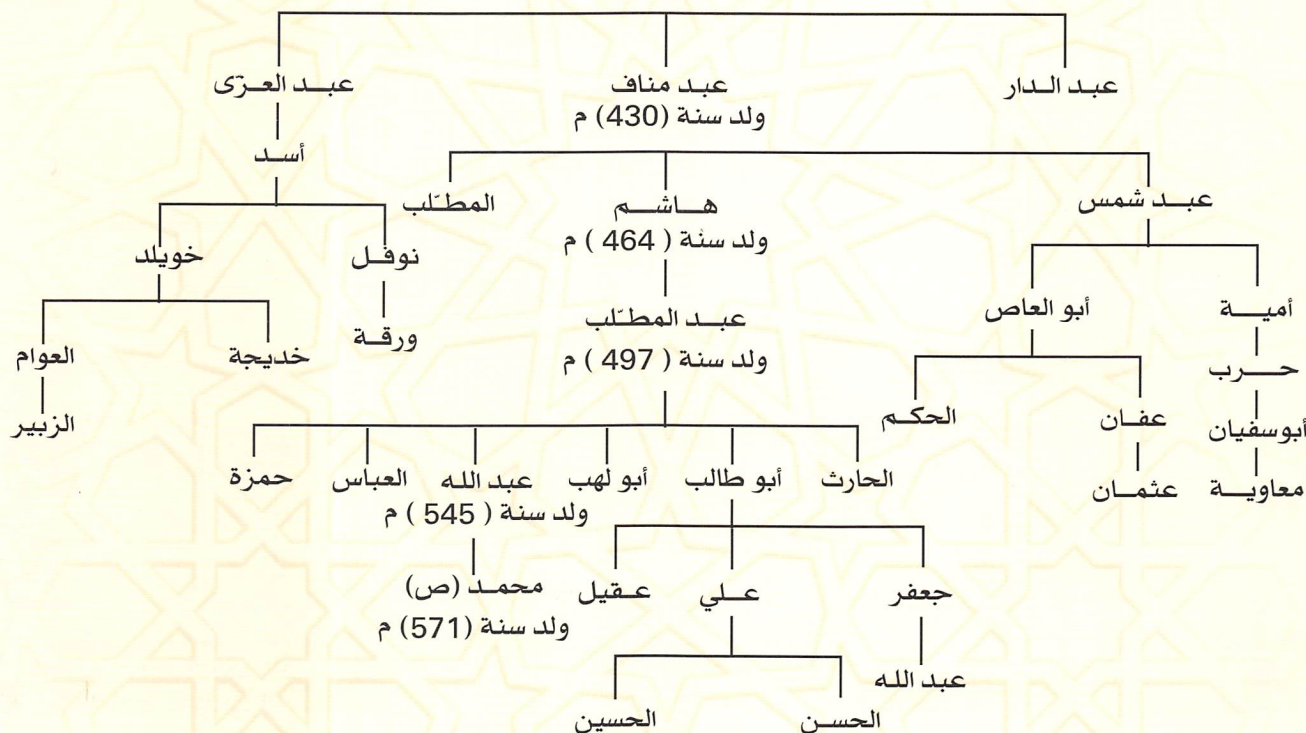 عبد الدار
عبد مناف
ولد سنة (430) م
عبد العزى
أسد
عبد شمس
هاشم
ولد سنة ( 464 ) م
المطلّب
نوفل
خويلد
أمية
أبو العاص
عبد المطلّب
ولد سنة ( 497 ) م
ورقة
خديجة
العوام
حرب
عفان
الحكم
الزبير
أبوسفيان
معاوية
عثمان
الحارث
أبو طالب
أبو لهب
عبد الله
ولد سنة ( 545 ) م
العباس
حمزة
جعفر
علي
عقيل
محمد (ص)
ولد سنة (571) م
عبد الله
الحسن
الحسين